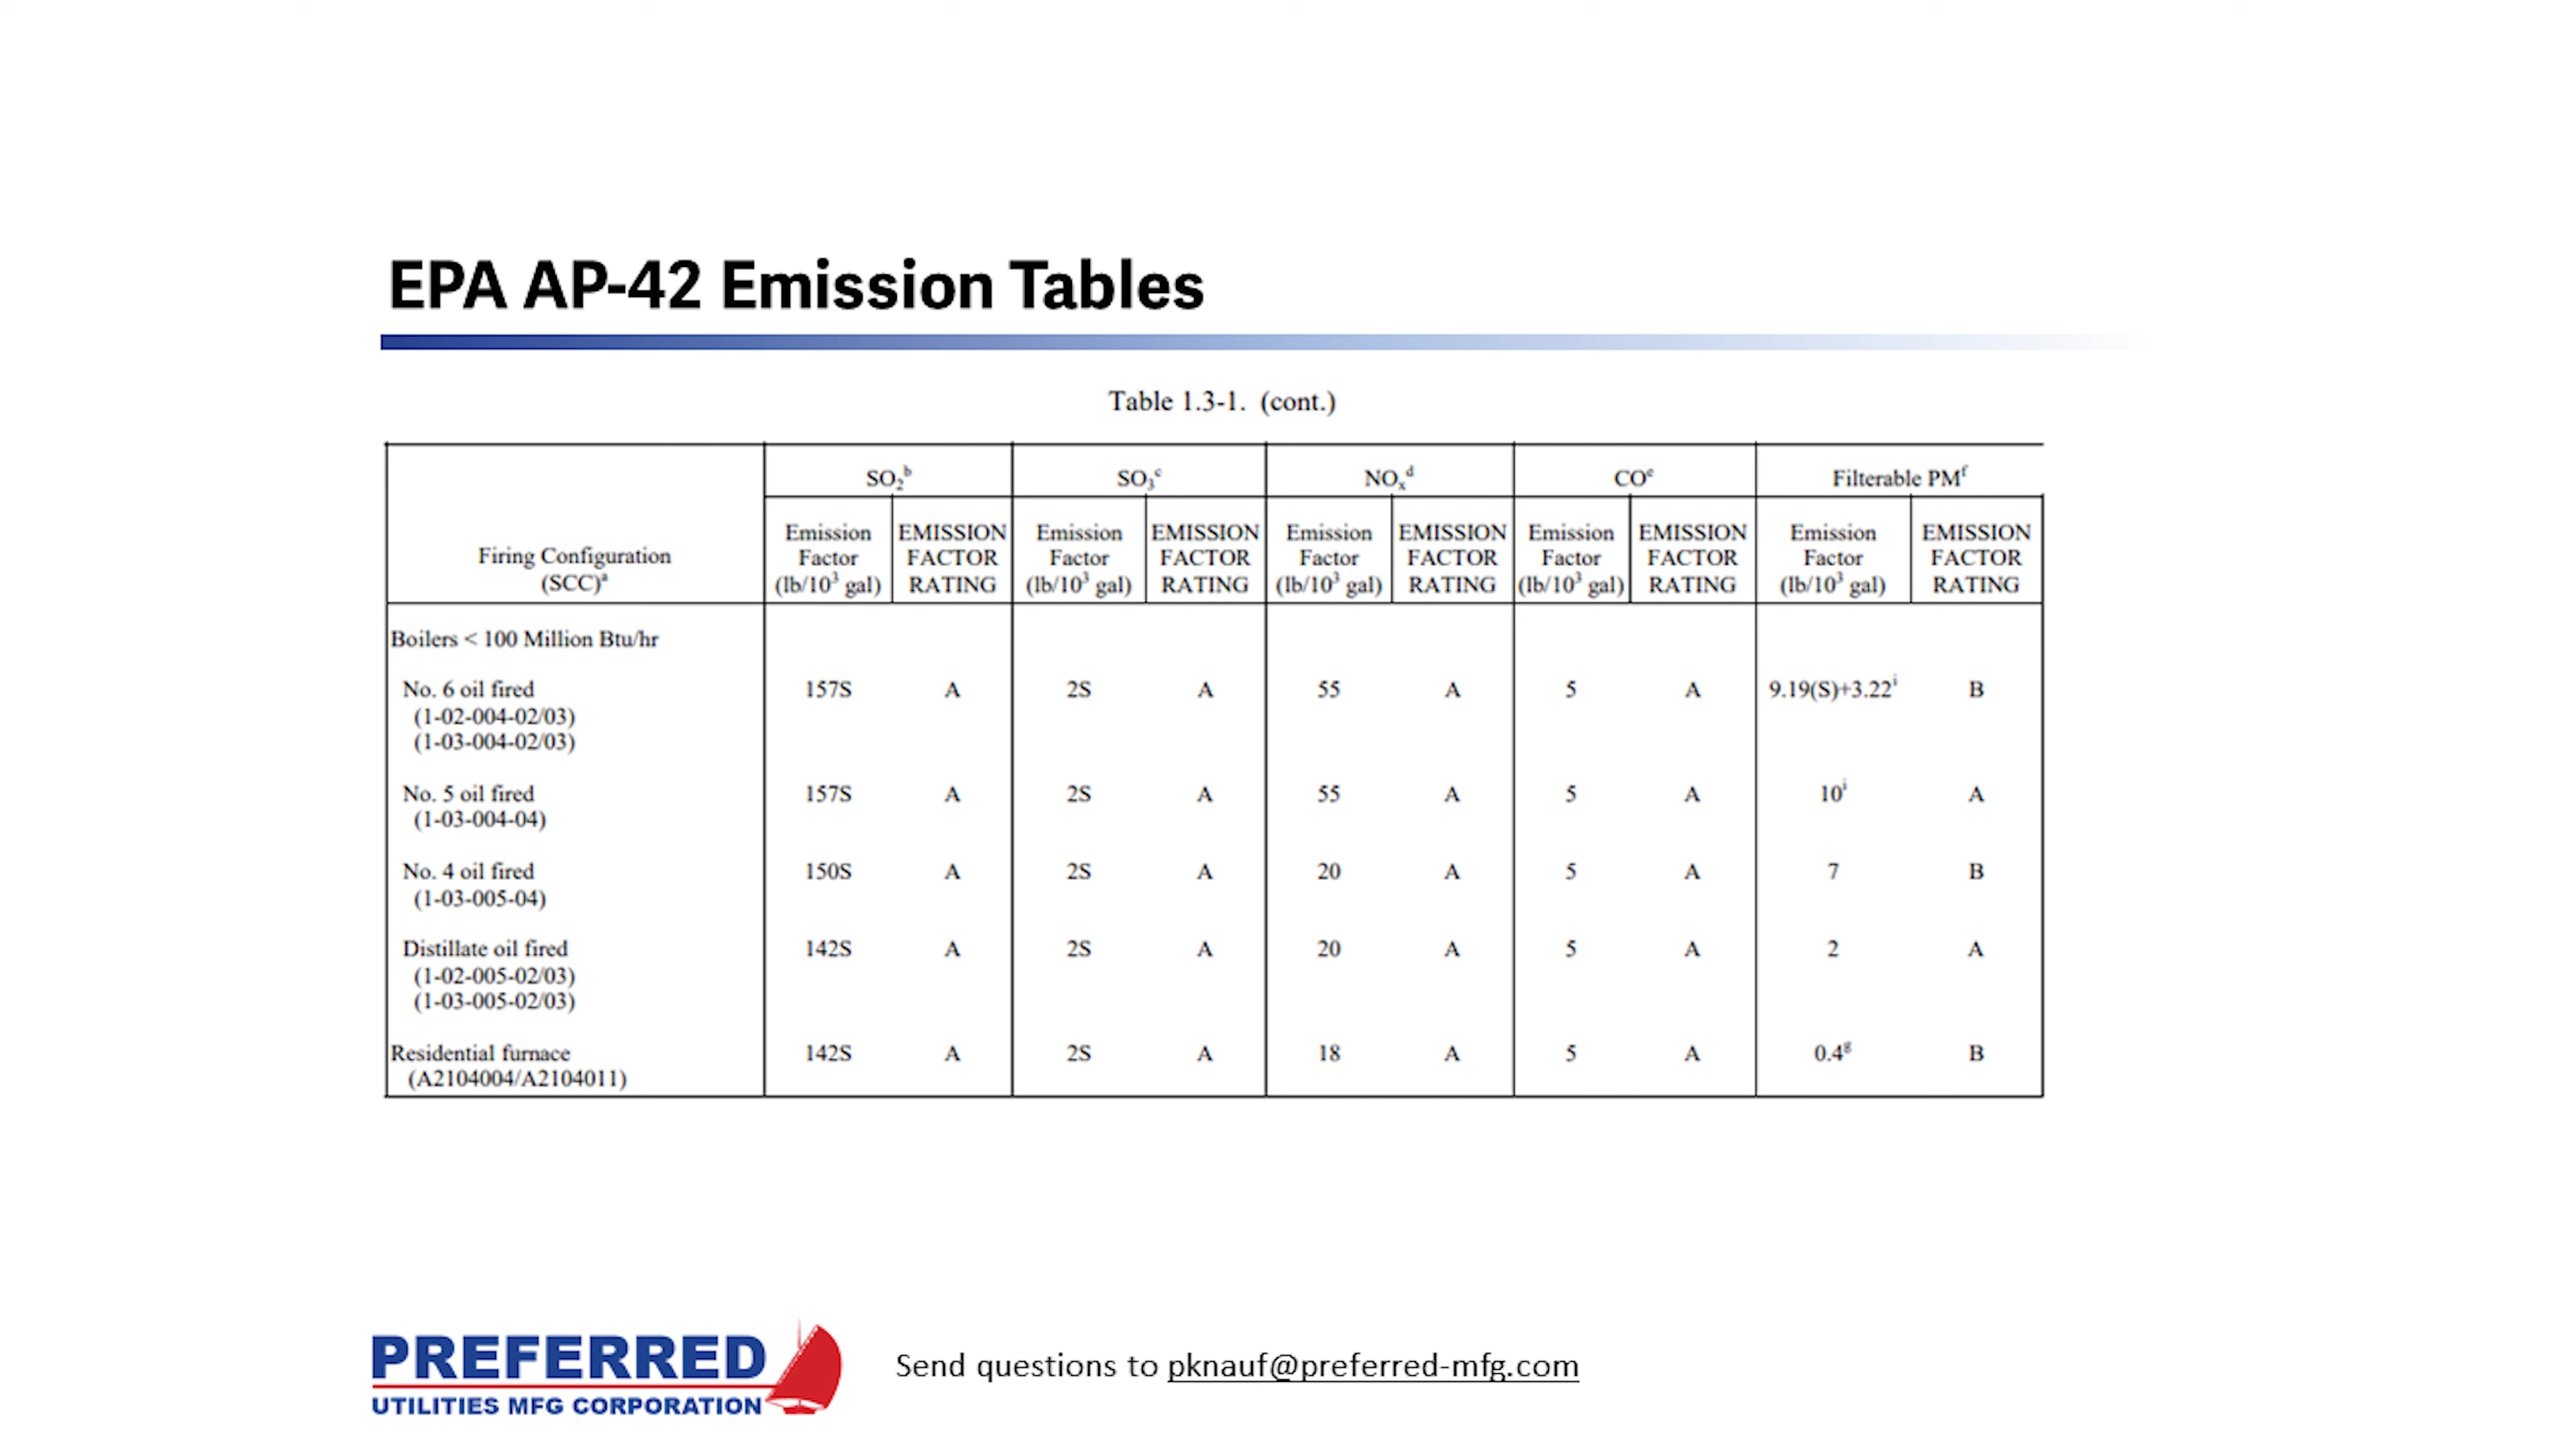 EPA AP-42 Emission Tables
Table 1.3-1. (cont.)
SO₂ᵇ SO₃ᶜ NOₓᵈ COᵉ Filterable PMᶠ
Firing Configuration
(SCC)ᵃ
Emission Factor (lb/10³ gal) EMISSION FACTOR RATING Emission Factor (lb/10³ gal) EMISSION FACTOR RATING Emission Factor (lb/10³ gal) EMISSION FACTOR RATING Emission Factor (lb/10³ gal) EMISSION FACTOR RATING Emission Factor (lb/10³ gal) EMISSION FACTOR RATING
Boilers < 100 Million Btu/hr
No. 6 oil fired 157S A 2S A 55 A 5 A 9.19(S)+3.22ⁱ B
(1-02-004-02/03)
(1-03-004-02/03)
No. 5 oil fired 157S A 2S A 55 A 5 A 10ⁱ A
(1-03-004-04)
No. 4 oil fired 150S A 2S A 20 A 5 A 7 B
(1-03-005-04)
Distillate oil fired 142S A 2S A 20 A 5 A 2 A
(1-02-005-02/03)
(1-03-005-02/03)
Residential furnace 142S A 2S A 18 A 5 A 0.4ᵍ B
(A2104004/A2104011)
PREFERRED
UTILITIES MFG CORPORATION
Send questions to pknauf@preferred-mfg.com